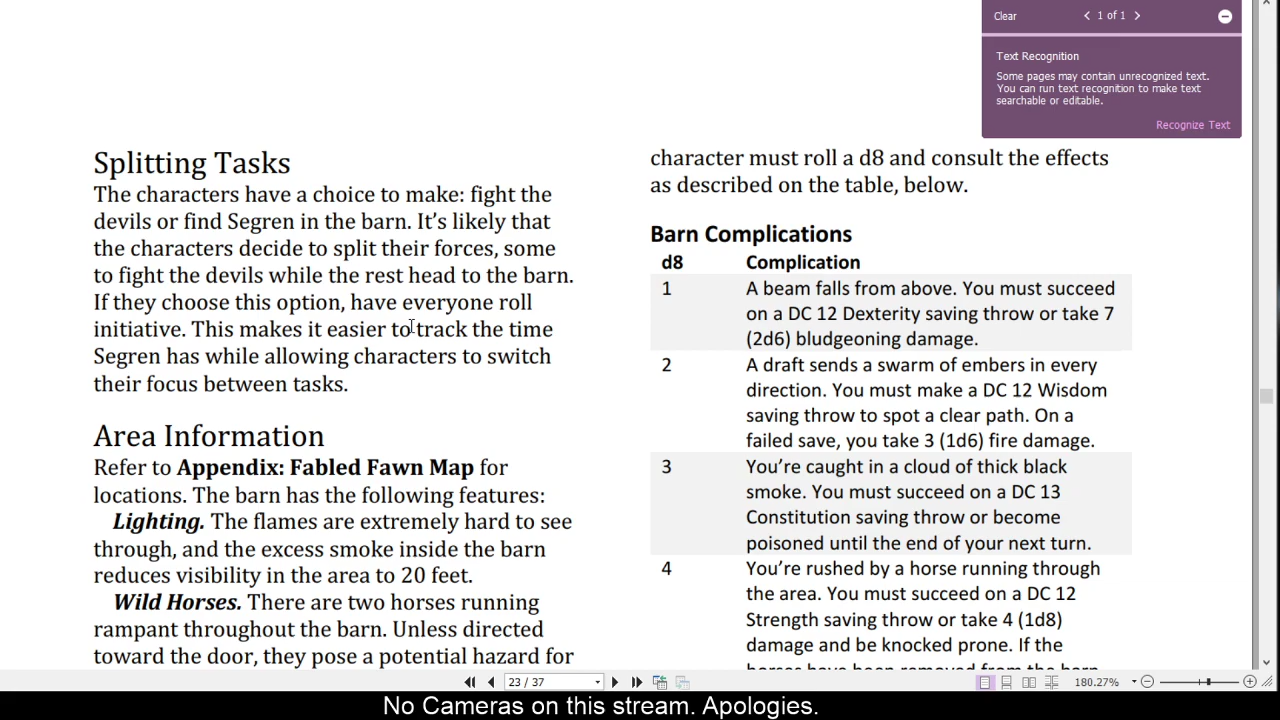 Clear
1 of 1
Text Recognition
Some pages may contain unrecognized text.
You can run text recognition to make text
searchable or editable.
Recognize Text
Splitting Tasks
The characters have a choice to make: fight the
devils or find Segren in the barn. It's likely that
the characters decide to split their forces, some
to fight the devils while the rest head to the barn.
If they choose this option, have everyone roll
initiative. This makes it easier to track the time
Segren has while allowing characters to switch
their focus between tasks.
Area Information
Refer to Appendix: Fabled Fawn Map for
locations. The barn has the following features:
Lighting. The flames are extremely hard to see
through, and the excess smoke inside the barn
reduces visibility in the area to 20 feet.
Wild Horses. There are two horses running
rampant throughout the barn. Unless directed
toward the door, they pose a potential hazard for
character must roll a d8 and consult the effects
as described on the table, below.
Barn Complications
d8 Complication
1 A beam falls from above. You must succeed
on a DC 12 Dexterity saving throw or take 7
(2d6) bludgeoning damage.
2 A draft sends a swarm of embers in every
direction. You must make a DC 12 Wisdom
saving throw to spot a clear path. On a
failed save, you take 3 (1d6) fire damage.
3 You're caught in a cloud of thick black
smoke. You must succeed on a DC 13
Constitution saving throw or become
poisoned until the end of your next turn.
4 You're rushed by a horse running through
the area. You must succeed on a DC 12
Strength saving throw or take 4 (1d8)
damage and be knocked prone. If the
horses have been removed from the barn
23 / 37
180.27%
No Cameras on this stream. Apologies.